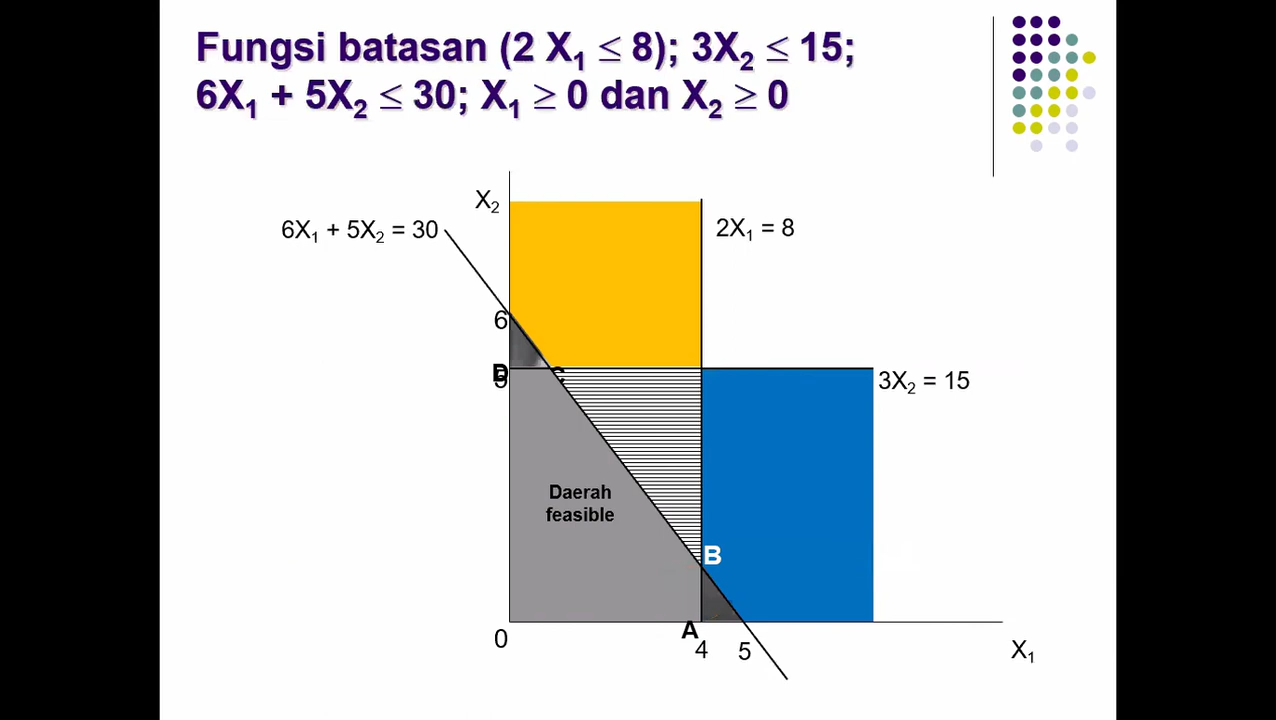 Fungsi batasan (2 X₁ ≤ 8); 3X₂ ≤ 15;
6X₁ + 5X₂ ≤ 30; X₁ ≥ 0 dan X₂ ≥ 0
X₂
6X₁ + 5X₂ = 30
2X₁ = 8
6
D
5
C
3X₂ = 15
Daerah
feasible
B
0
A
4
5
X₁